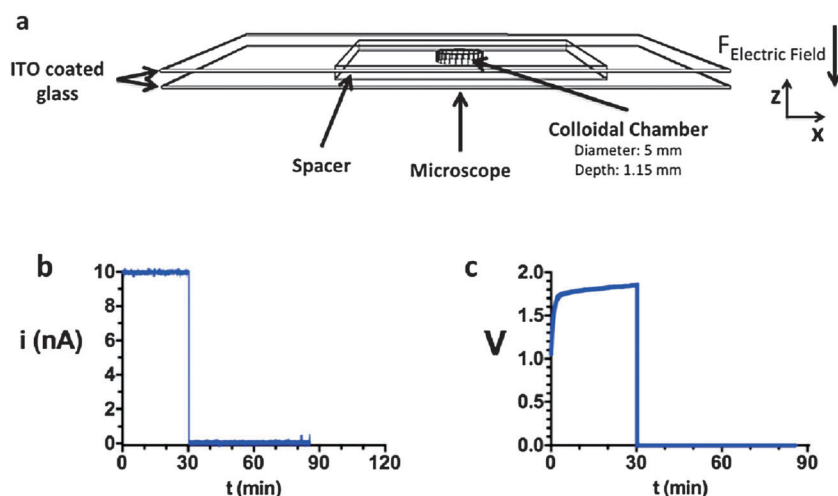 a
ITO coated
glass
F Electric Field
Z
X
Spacer
Microscope
Colloidal Chamber
Diameter: 5 mm
Depth: 1.15 mm
b
i (nA)
10
8
6
4
2
0
0 30 60 90 120
t (min)
c
V
2.0
1.5
1.0
0.5
0.0
0 30 60 90
t (min)